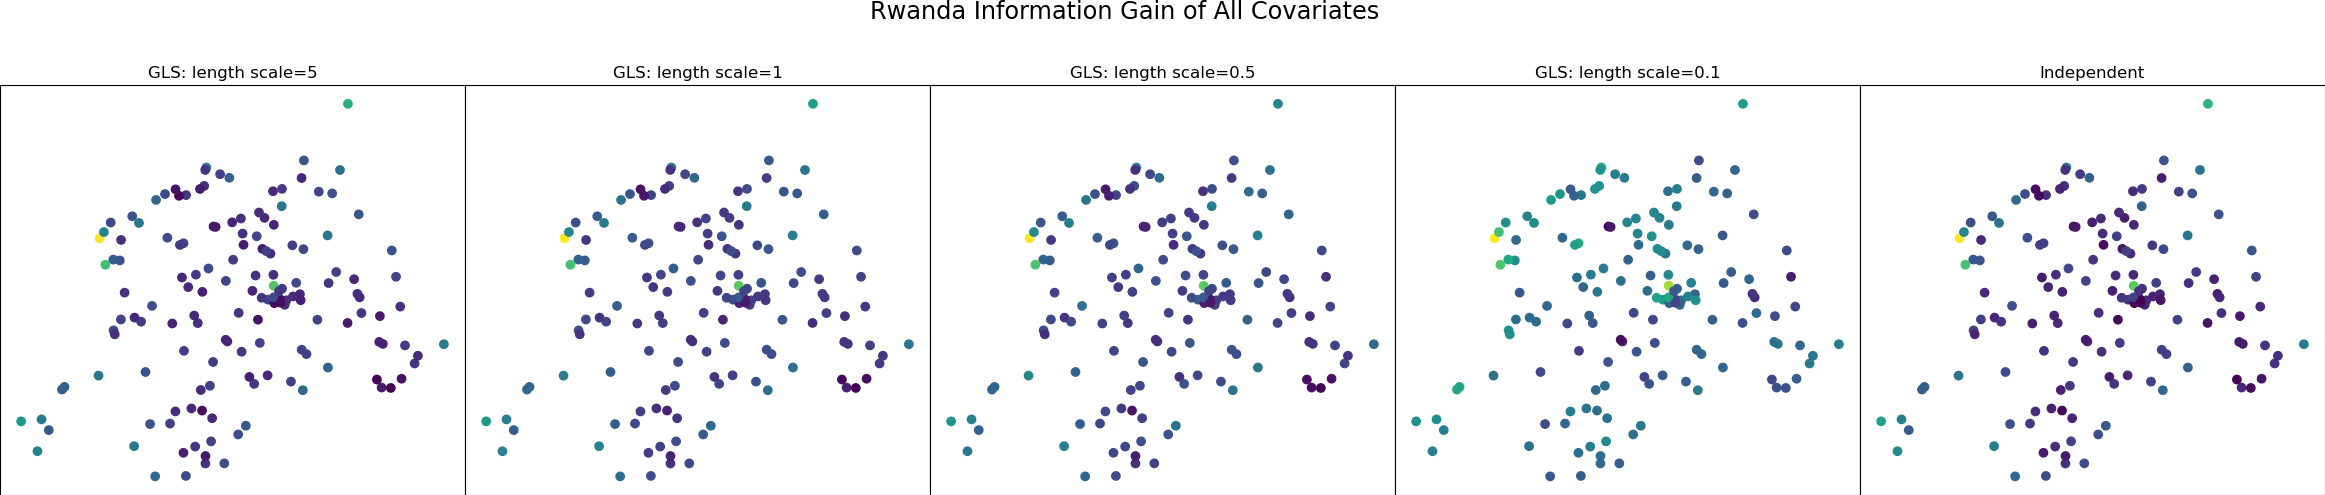 Rwanda Information Gain of All Covariates
GLS: length scale=5
GLS: length scale=1
GLS: length scale=0.5
GLS: length scale=0.1
Independent